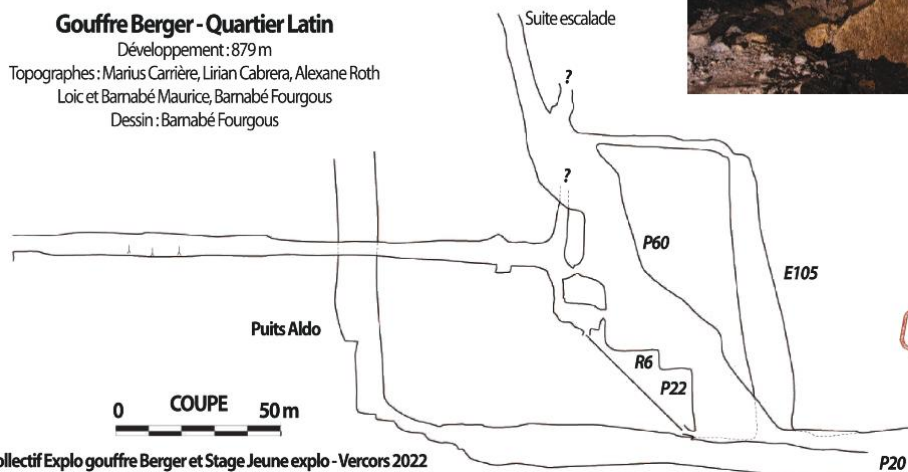 Gouffre Berger - Quartier Latin
Développement : 879 m
Topographes : Marius Carrière, Lirian Cabrera, Alexane Roth
Loic et Barnabé Maurice, Barnabé Fourgous
Dessin : Barnabé Fourgous
Suite escalade
?
?
P60
E105
Puits Aldo
R6
P22
0 COUPE 50 m
ollectif Explo gouffre Berger et Stage Jeune explo - Vercors 2022
P20